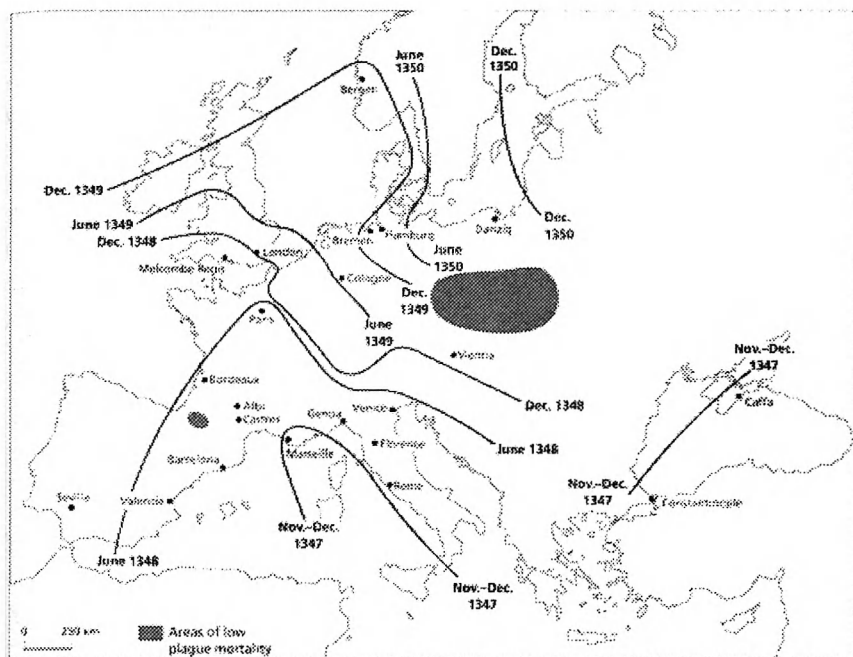 June
1350
Dec.
1350
Bergen
Dec. 1349
June 1349
Dec. 1348
London
Melcombe Regis
Bremen
Hamburg
Danzig
Dec.
1350
June
1350
Cologne
Dec.
1349
June
1349
Paris
Vienna
Nov.–Dec.
1347
Caffa
Bordeaux
Dec. 1348
Albi
Castres
Genoa
Venice
June 1348
Marseille
Florence
Barcelona
Rome
Nov.–Dec.
1347
Constantinople
Seville
Valencia
Nov.–Dec.
1347
June 1348
Nov.–Dec.
1347
0 250 km
Areas of low
plague mortality